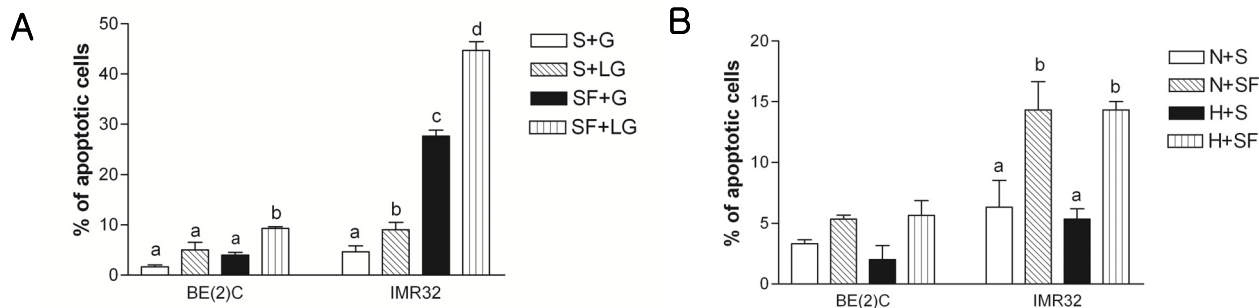 A
% of apoptotic cells
50
40
30
20
10
0
a
a
a
b
a
b
c
d
BE(2)C
IMR32
S+G
S+LG
SF+G
SF+LG
B
% of apoptotic cells
20
15
10
5
0
a
b
a
b
BE(2)C
IMR32
N+S
N+SF
H+S
H+SF